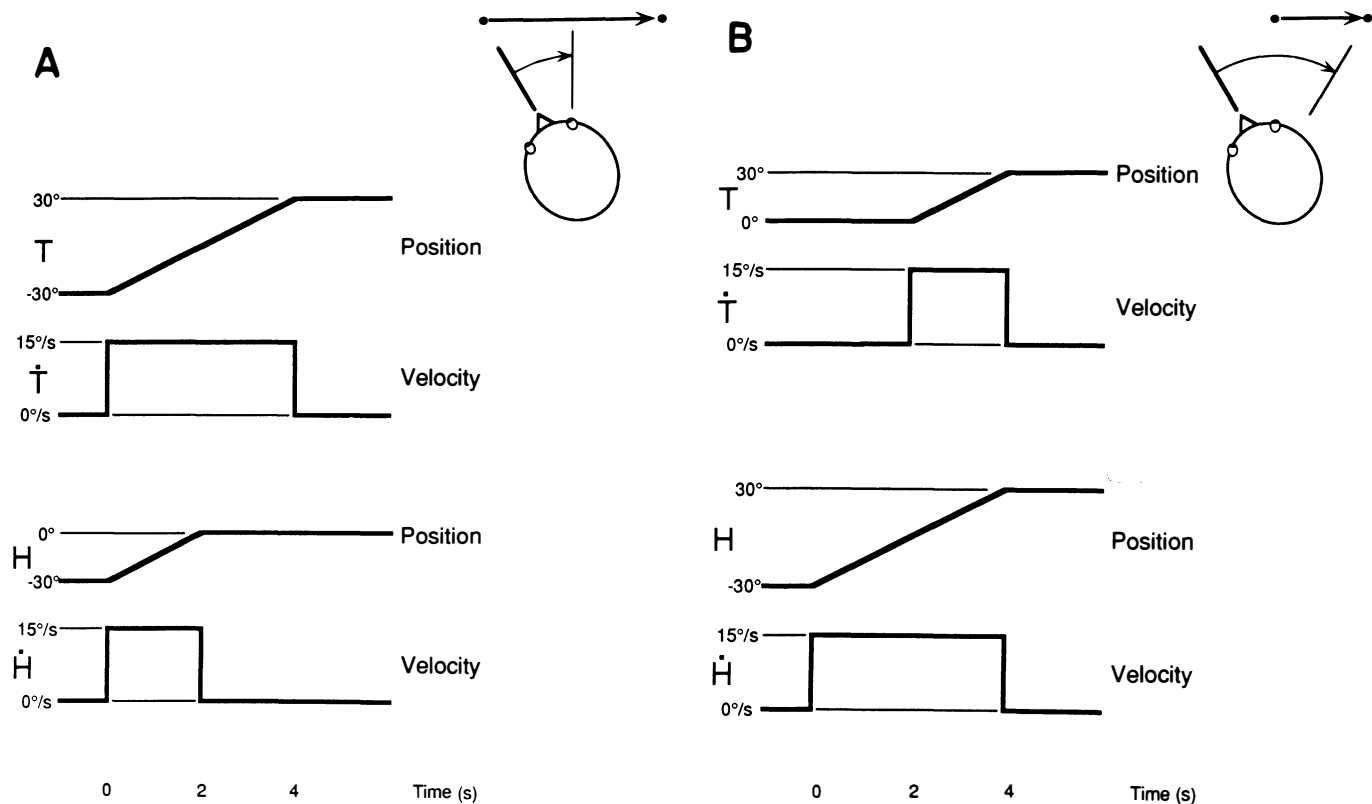 A
30°
T
-30°
Position
15°/s
Ṫ
0°/s
Velocity
0°
H
-30°
Position
15°/s
Ḣ
0°/s
Velocity
0 2 4 Time (s)
B
30°
T
0°
Position
15°/s
Ṫ
0°/s
Velocity
30°
H
-30°
Position
15°/s
Ḣ
0°/s
Velocity
0 2 4 Time (s)